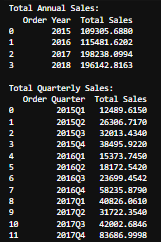 Total Annual Sales:
Order Year Total Sales
0 2015 109305.6880
1 2016 115481.6202
2 2017 198238.0994
3 2018 196142.8163
Total Quarterly Sales:
Order Quarter Total Sales
0 2015Q1 12489.6150
1 2015Q2 26306.7170
2 2015Q3 32013.4340
3 2015Q4 38495.9220
4 2016Q1 15373.7450
5 2016Q2 18172.5420
6 2016Q3 23699.4542
7 2016Q4 58235.8790
8 2017Q1 40826.0610
9 2017Q2 31722.3540
10 2017Q3 42002.6846
11 2017Q4 83686.9998